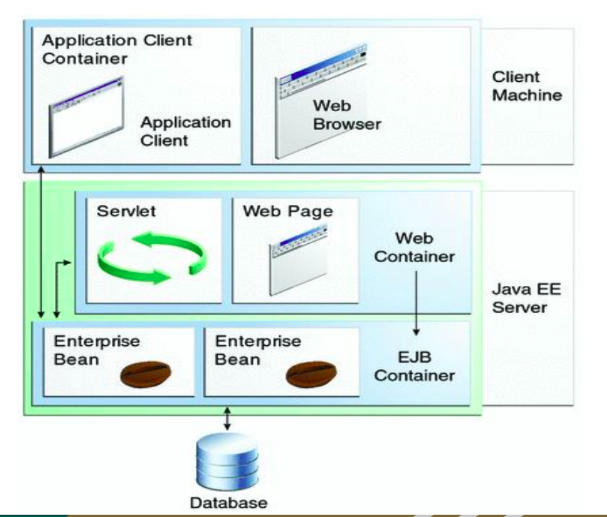 Application Client
Container
Application
Client
Web
Browser
Client
Machine
Servlet
Web Page
Web
Container
Java EE
Server
Enterprise
Bean
Enterprise
Bean
EJB
Container
Database